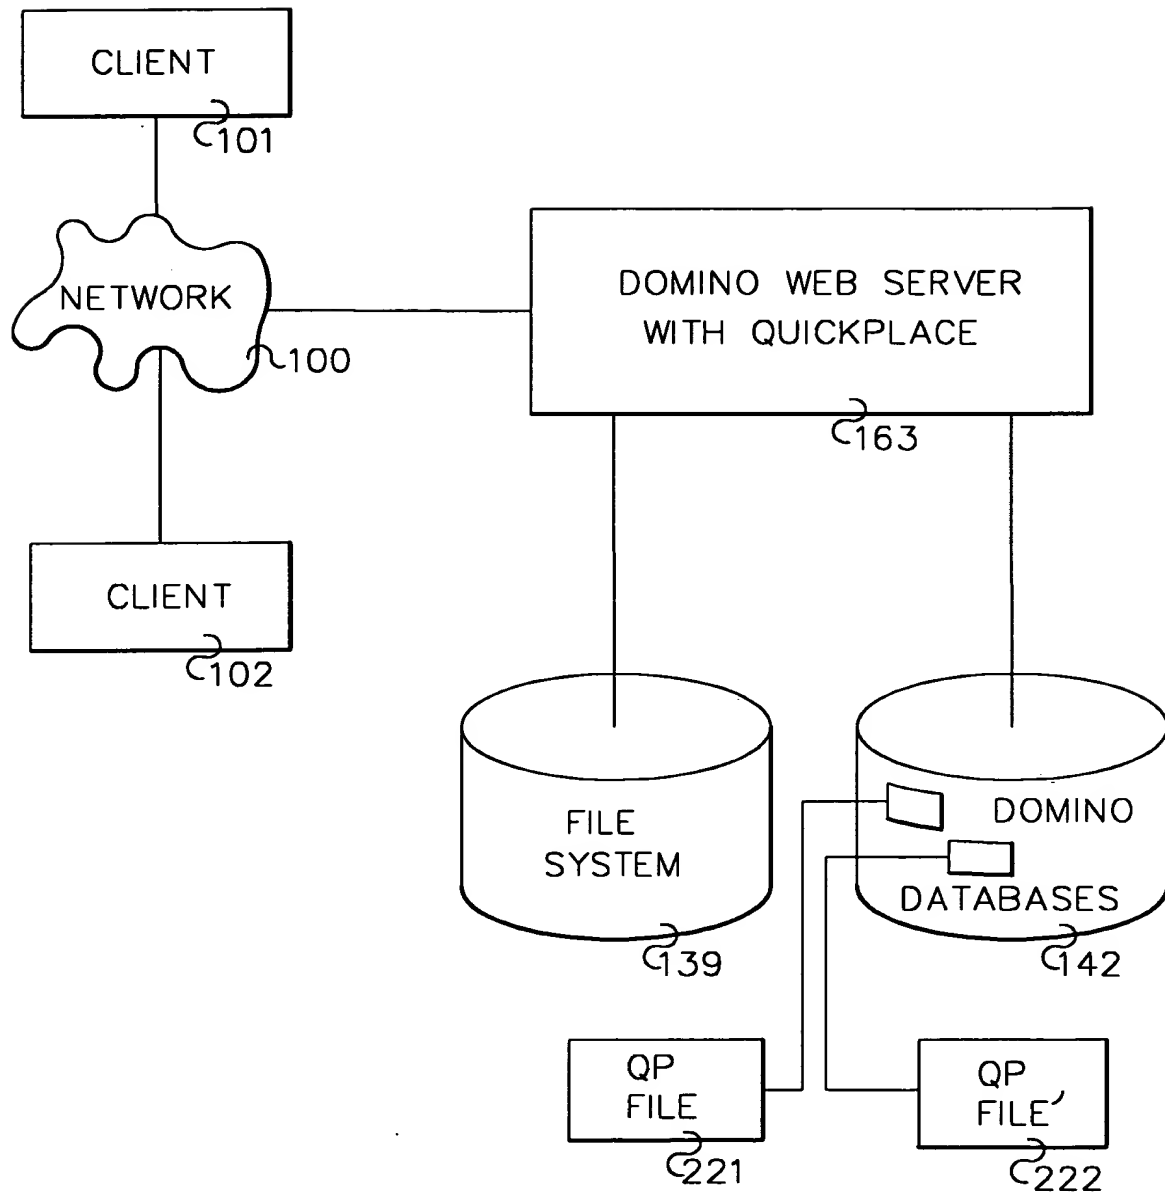 CLIENT
101
NETWORK
100
DOMINO WEB SERVER
WITH QUICKPLACE
163
CLIENT
102
FILE
SYSTEM
139
DOMINO
DATABASES
142
QP
FILE
221
QP
FILE'
222